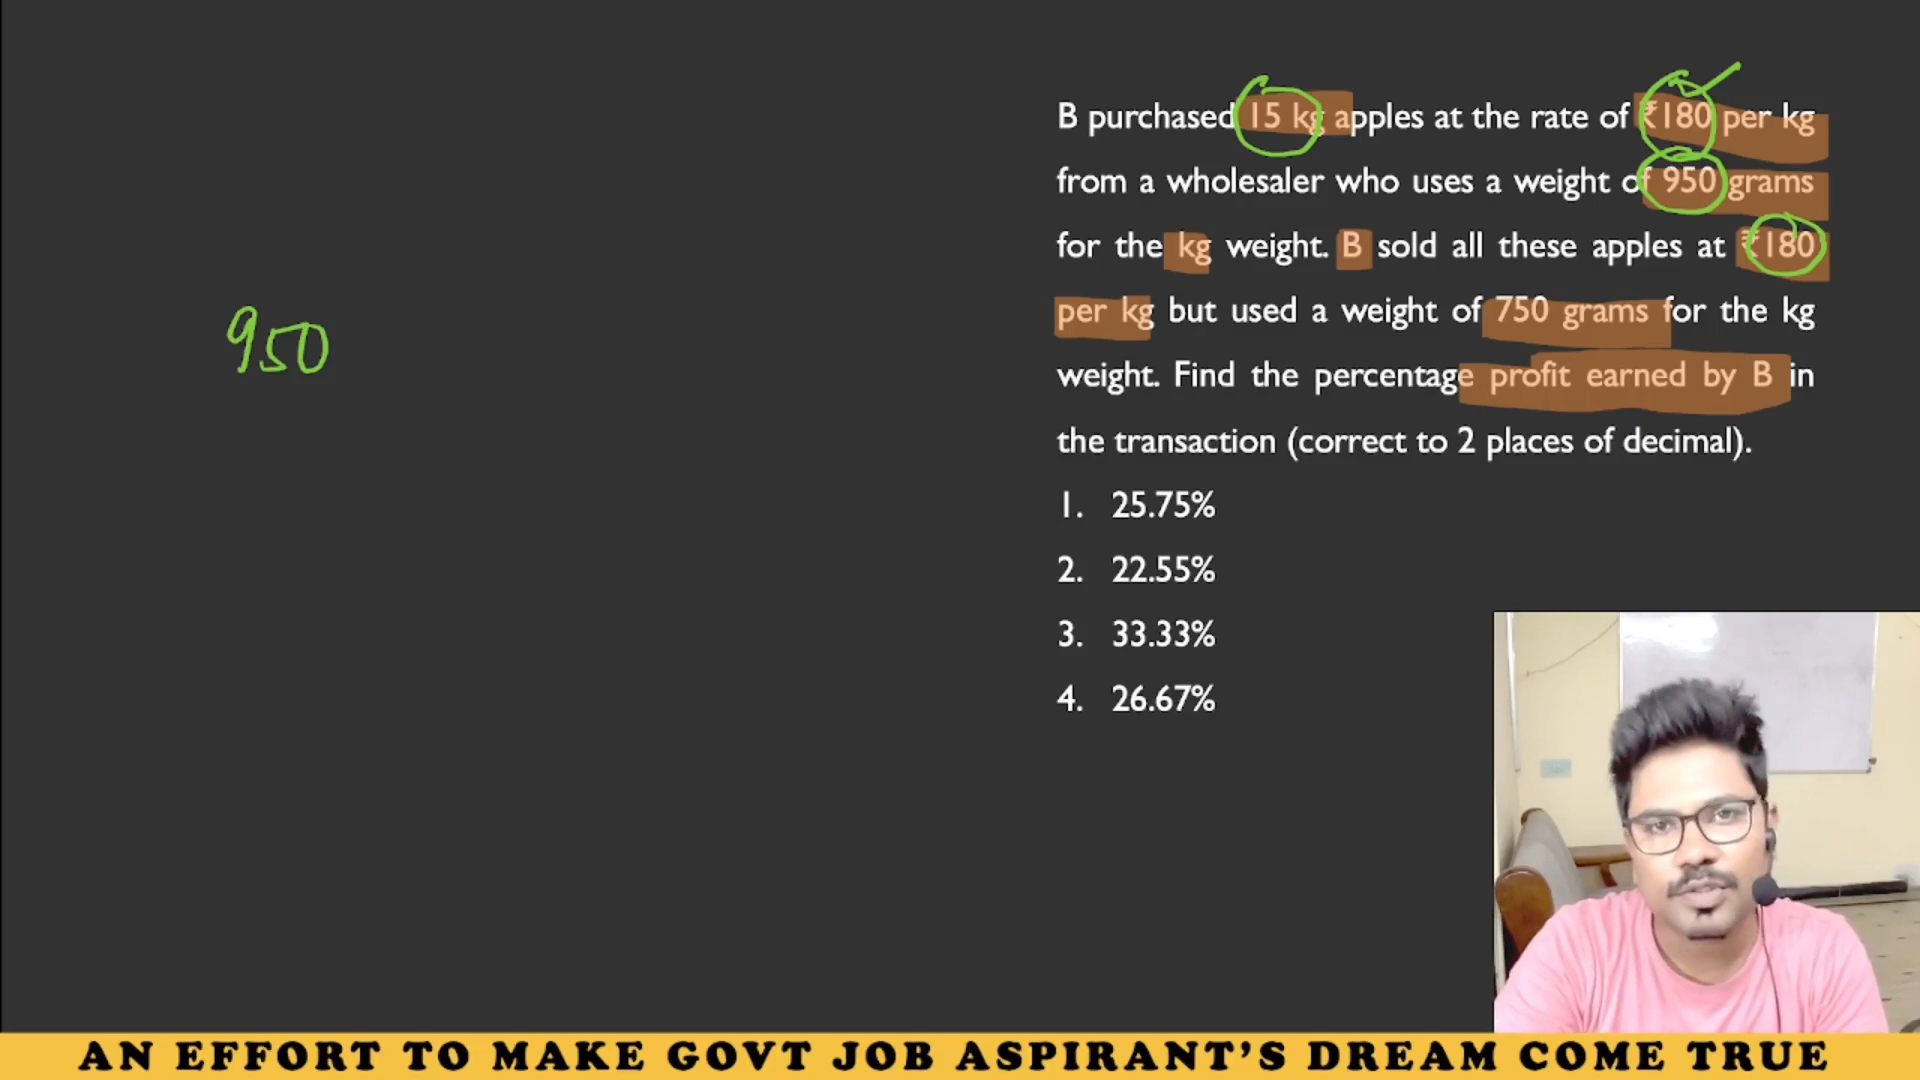 B purchased 15 kg apples at the rate of ₹180 per kg
from a wholesaler who uses a weight of 950 grams
for the kg weight. B sold all these apples at ₹180
per kg but used a weight of 750 grams for the kg
weight. Find the percentage profit earned by B in
the transaction (correct to 2 places of decimal).
1. 25.75%
2. 22.55%
3. 33.33%
4. 26.67%
950
AN EFFORT TO MAKE GOVT JOB ASPIRANT'S DREAM COME TRUE